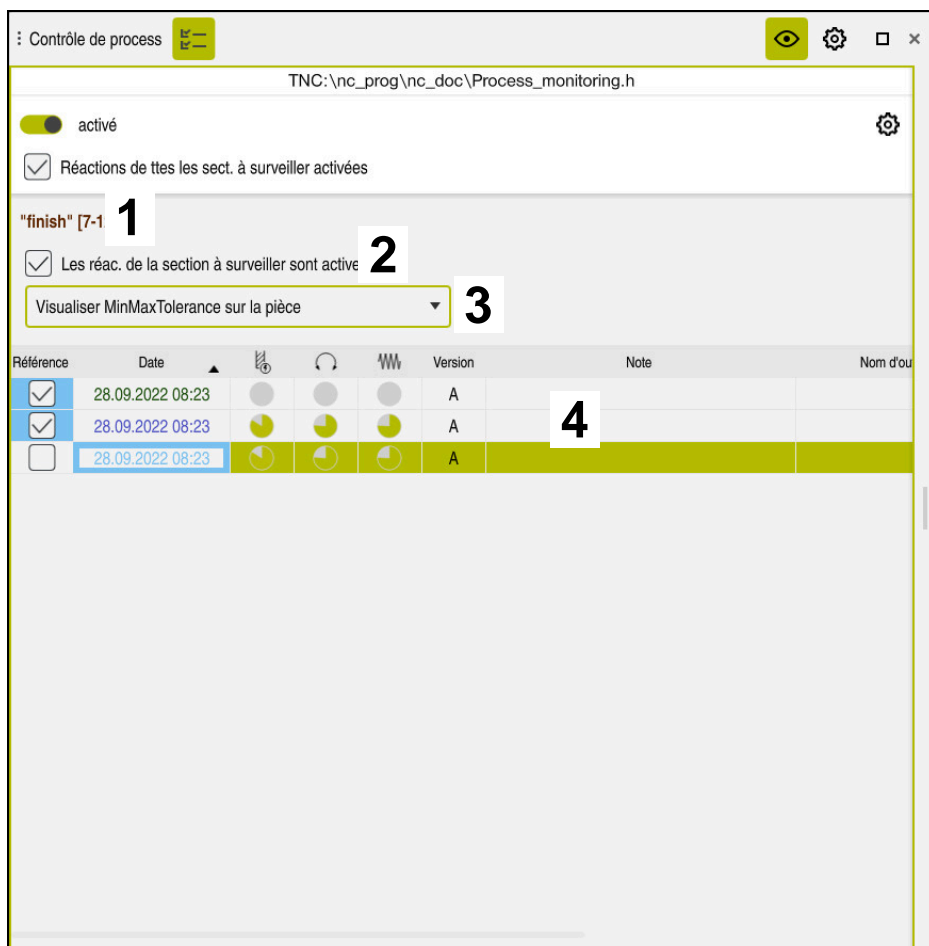 Contrôle de process
TNC:\nc_prog\nc_doc\Process_monitoring.h
activé
Réactions de ttes les sect. à surveiller activées
"finish" [7-1
1
Les réac. de la section à surveiller sont active
2
Visualiser MinMaxTolerance sur la pièce
3
Référence Date Version Note Nom d'ou
28.09.2022 08:23 A
28.09.2022 08:23 A
4
28.09.2022 08:23 A